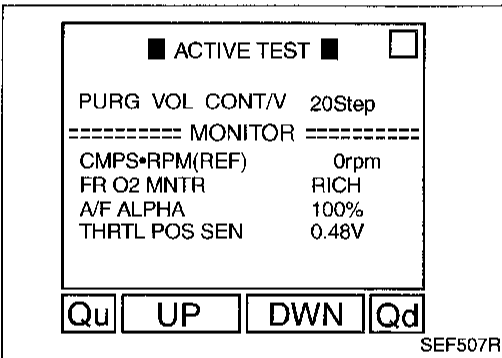 ■ ACTIVE TEST ■
PURG VOL CONT/V 20Step
========== MONITOR =========
CMPS•RPM(REF) 0rpm
FR O2 MNTR RICH
A/F ALPHA 100%
THRTL POS SEN 0.48V
Qu UP DWN Qd
SEF507R